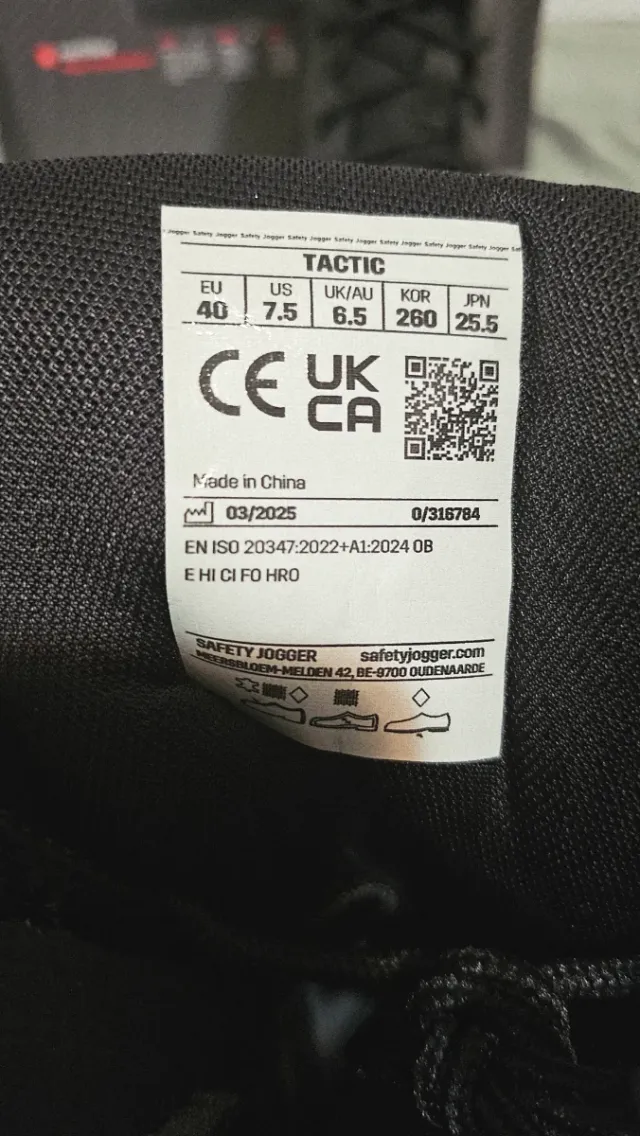 Jogger Safety Jogger Safety Jogger Safety Jogger Safety Jogger Safety Jogger Safety Jogger Safety Jogger
TACTIC
EU US UK/AU KOR JPN
40 7.5 6.5 260 25.5
CE UK
CA
Made in China
03/2025 0/316784
EN ISO 20347:2022+A1:2024 OB
E HI CI FO HRO
SAFETY JOGGER safetyjogger.com
MEERSBLOEM-MELDEN 42, BE-9700 OUDENAARDE